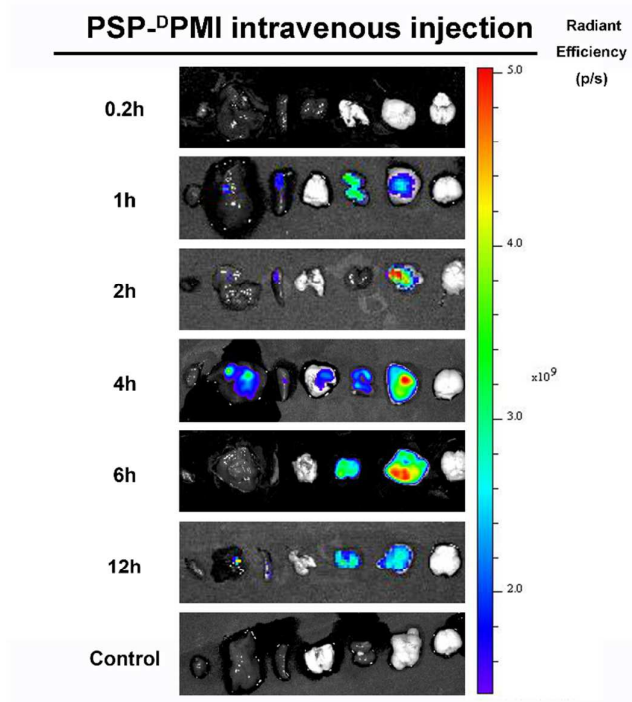 PSP-ᴰPMI intravenous injection
Radiant
Efficiency
(p/s)
0.2h
1h
2h
4h
6h
12h
Control
5.0
4.0
x10⁹
3.0
2.0